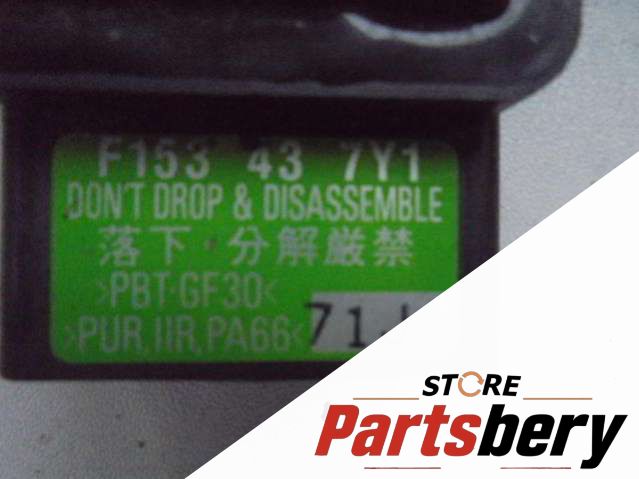 F153 43 7Y1
DON'T DROP & DISASSEMBLE
落下・分解厳禁
>PBT-GF30<
>PUR,IIR,PA66<
STORE
Partsbery